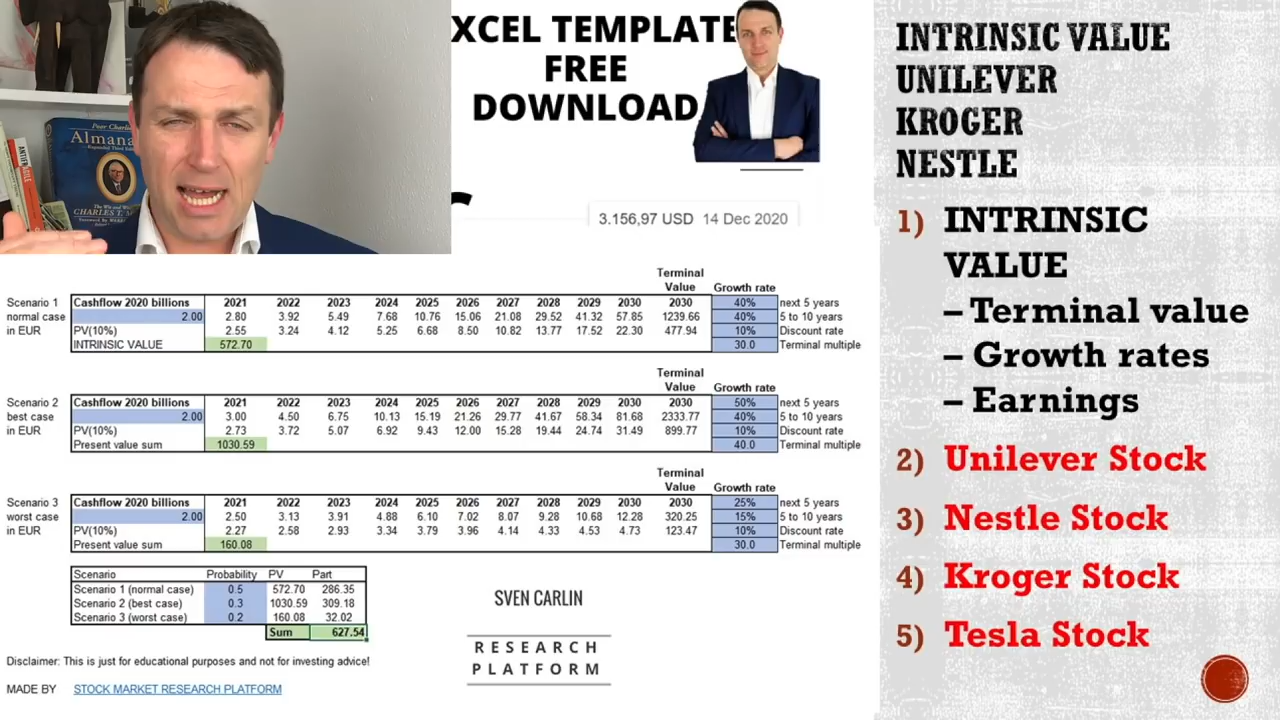 XCEL TEMPLATE
FREE
DOWNLOAD
Poor Charlie
Almana
CHARLES T. M
3.156,97 USD 14 Dec 2020
Terminal
Value Growth rate
Scenario 1 Cashflow 2020 billions 2021 2022 2023 2024 2025 2026 2027 2028 2029 2030 2030 40% next 5 years
normal case 2.00 2.80 3.92 5.49 7.68 10.76 15.06 21.08 29.52 41.32 57.85 1239.66 40% 5 to 10 years
in EUR PV(10%) 2.55 3.24 4.12 5.25 6.68 8.50 10.82 13.77 17.52 22.30 477.94 10% Discount rate
INTRINSIC VALUE 572.70 30.0 Terminal multiple
Terminal
Value Growth rate
Scenario 2 Cashflow 2020 billions 2021 2022 2023 2024 2025 2026 2027 2028 2029 2030 2030 50% next 5 years
best case 2.00 3.00 4.50 6.75 10.13 15.19 21.26 29.77 41.67 58.34 81.68 2333.77 40% 5 to 10 years
in EUR PV(10%) 2.73 3.72 5.07 6.92 9.43 12.00 15.28 19.44 24.74 31.49 899.77 10% Discount rate
Present value sum 1030.59 40.0 Terminal multiple
Terminal
Value Growth rate
Scenario 3 Cashflow 2020 billions 2021 2022 2023 2024 2025 2026 2027 2028 2029 2030 2030 25% next 5 years
worst case 2.00 2.50 3.13 3.91 4.88 6.10 7.02 8.07 9.28 10.68 12.28 320.25 15% 5 to 10 years
in EUR PV(10%) 2.27 2.58 2.93 3.34 3.79 3.96 4.14 4.33 4.53 4.73 123.47 10% Discount rate
Present value sum 160.08 30.0 Terminal multiple
Scenario Probability PV Part
Scenario 1 (normal case) 0.5 572.70 286.35
Scenario 2 (best case) 0.3 1030.59 309.18
Scenario 3 (worst case) 0.2 160.08 32.02
Sum 627.54
Disclaimer: This is just for educational purposes and not for investing advice!
MADE BY STOCK MARKET RESEARCH PLATFORM
SVEN CARLIN
RESEARCH
PLATFORM
INTRINSIC VALUE
UNILEVER
KROGER
NESTLE
1) INTRINSIC
VALUE
– Terminal value
– Growth rates
– Earnings
2) Unilever Stock
3) Nestle Stock
4) Kroger Stock
5) Tesla Stock